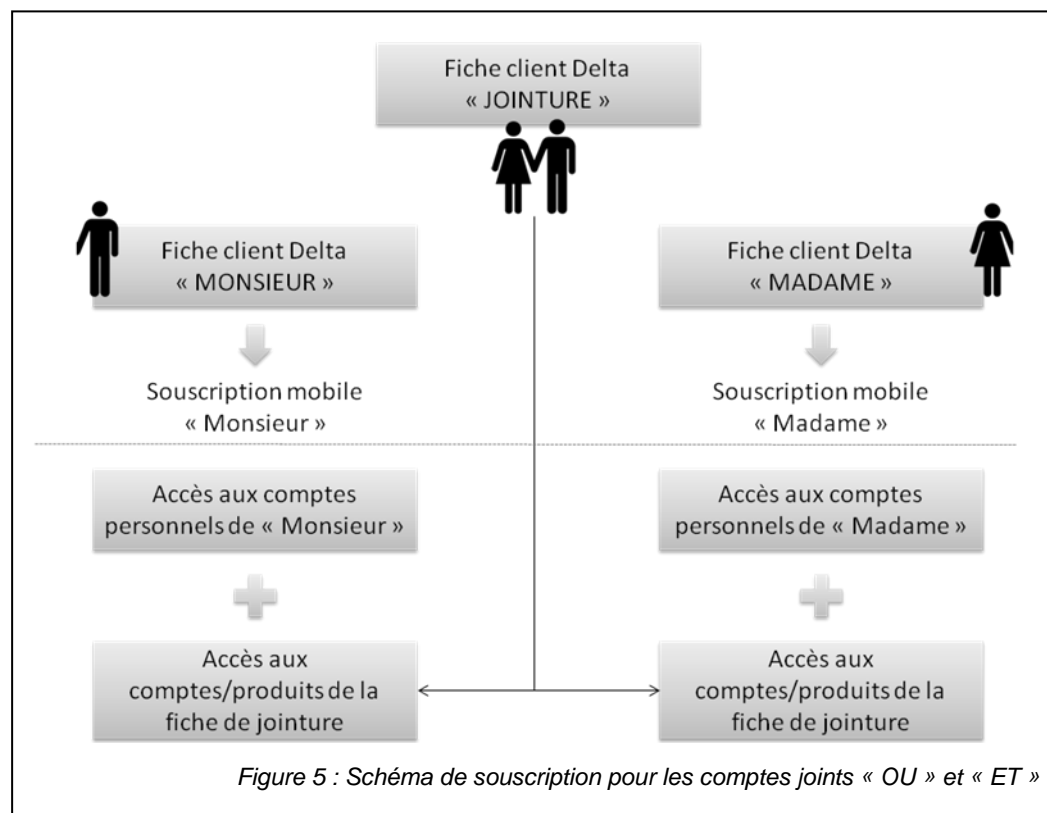 Fiche client Delta
« JOINTURE »
Fiche client Delta
« MONSIEUR »
Fiche client Delta
« MADAME »
Souscription mobile
« Monsieur »
Souscription mobile
« Madame »
Accès aux comptes
personnels de « Monsieur »
Accès aux comptes
personnels de « Madame »
Accès aux
comptes/produits de la
fiche de jointure
Accès aux
comptes/produits de la
fiche de jointure
Figure 5 : Schéma de souscription pour les comptes joints « OU » et « ET »